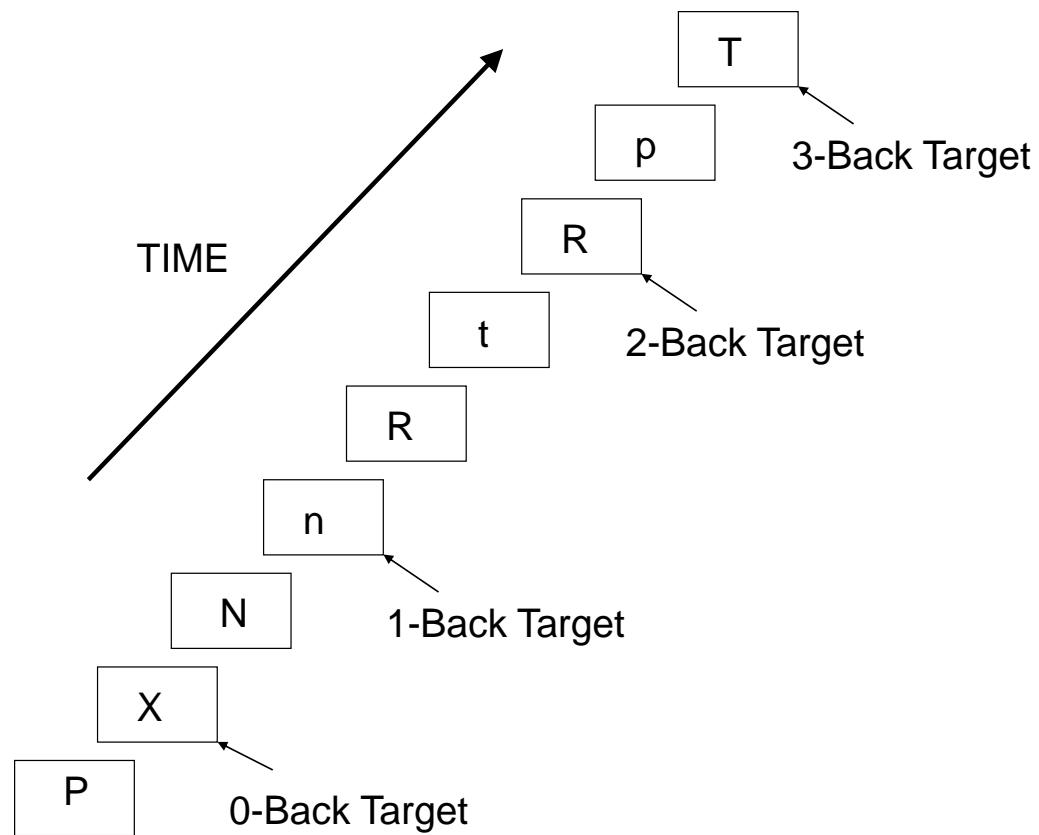 T
3-Back Target
p
R
TIME
2-Back Target
t
R
n
1-Back Target
N
X
0-Back Target
P